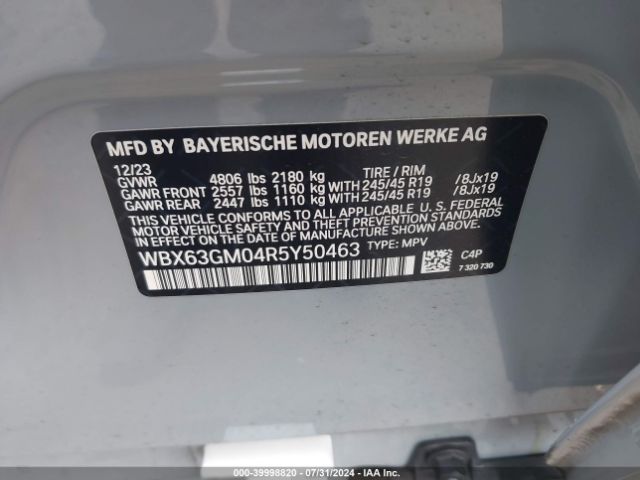 MFD BY BAYERISCHE MOTOREN WERKE AG
12/23 TIRE / RIM
GVWR 4806 lbs 2180 kg
GAWR FRONT 2557 lbs 1160 kg WITH 245/45 R19 /8Jx19
GAWR REAR 2447 lbs 1110 kg WITH 245/45 R19 /8Jx19
THIS VEHICLE CONFORMS TO ALL APPLICABLE U.S. FEDERAL
MOTOR VEHICLE SAFETY AND THEFT PREVENTION STANDARDS
IN EFFECT ON THE DATE OF MANUFACTURE SHOWN ABOVE.
WBX63GM04R5Y50463 TYPE: MPV
C4P
7 320 730
000-39998820 / 07/31/2024 - IAA Inc.